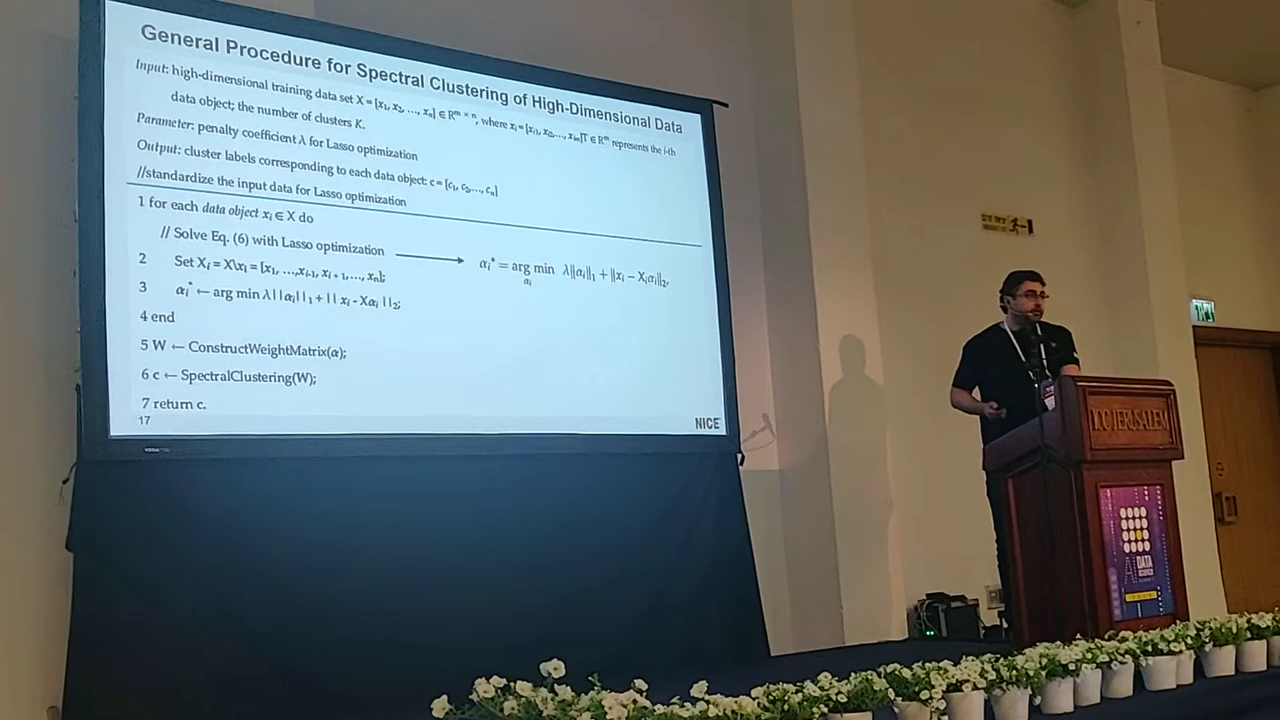 General Procedure for Spectral Clustering of High-Dimensional Data
Input: high-dimensional training data set X = [x₁, x₂, …, xₙ] ∈ Rᵐ ˣ ⁿ, where xᵢ = [xᵢ₁, xᵢ₂,…, xᵢₘ]T ∈ Rᵐ represents the i-th
data object; the number of clusters K.
Parameter: penalty coefficient λ for Lasso optimization
Output: cluster labels corresponding to each data object: c = [c₁, c₂,…, cₙ]
//standardize the input data for Lasso optimization
1 for each data object xᵢ ∈ X do
// Solve Eq. (6) with Lasso optimization
αᵢ* = arg min λ||αᵢ||₁ + ||xᵢ − Xᵢαᵢ||₂,
αᵢ
2 Set Xᵢ = X\xᵢ = [x₁, …,xᵢ₋₁, xᵢ₊₁,…, xₙ];
3 αᵢ* ← arg min λ||αᵢ||₁ + || xᵢ - Xαᵢ ||₂;
4 end
5 W ← ConstructWeightMatrix(α);
6 c ← SpectralClustering(W);
7 return c.
17
NICE
ICC JERUSALEM
AI DATA
SCIENCE
SUMMIT